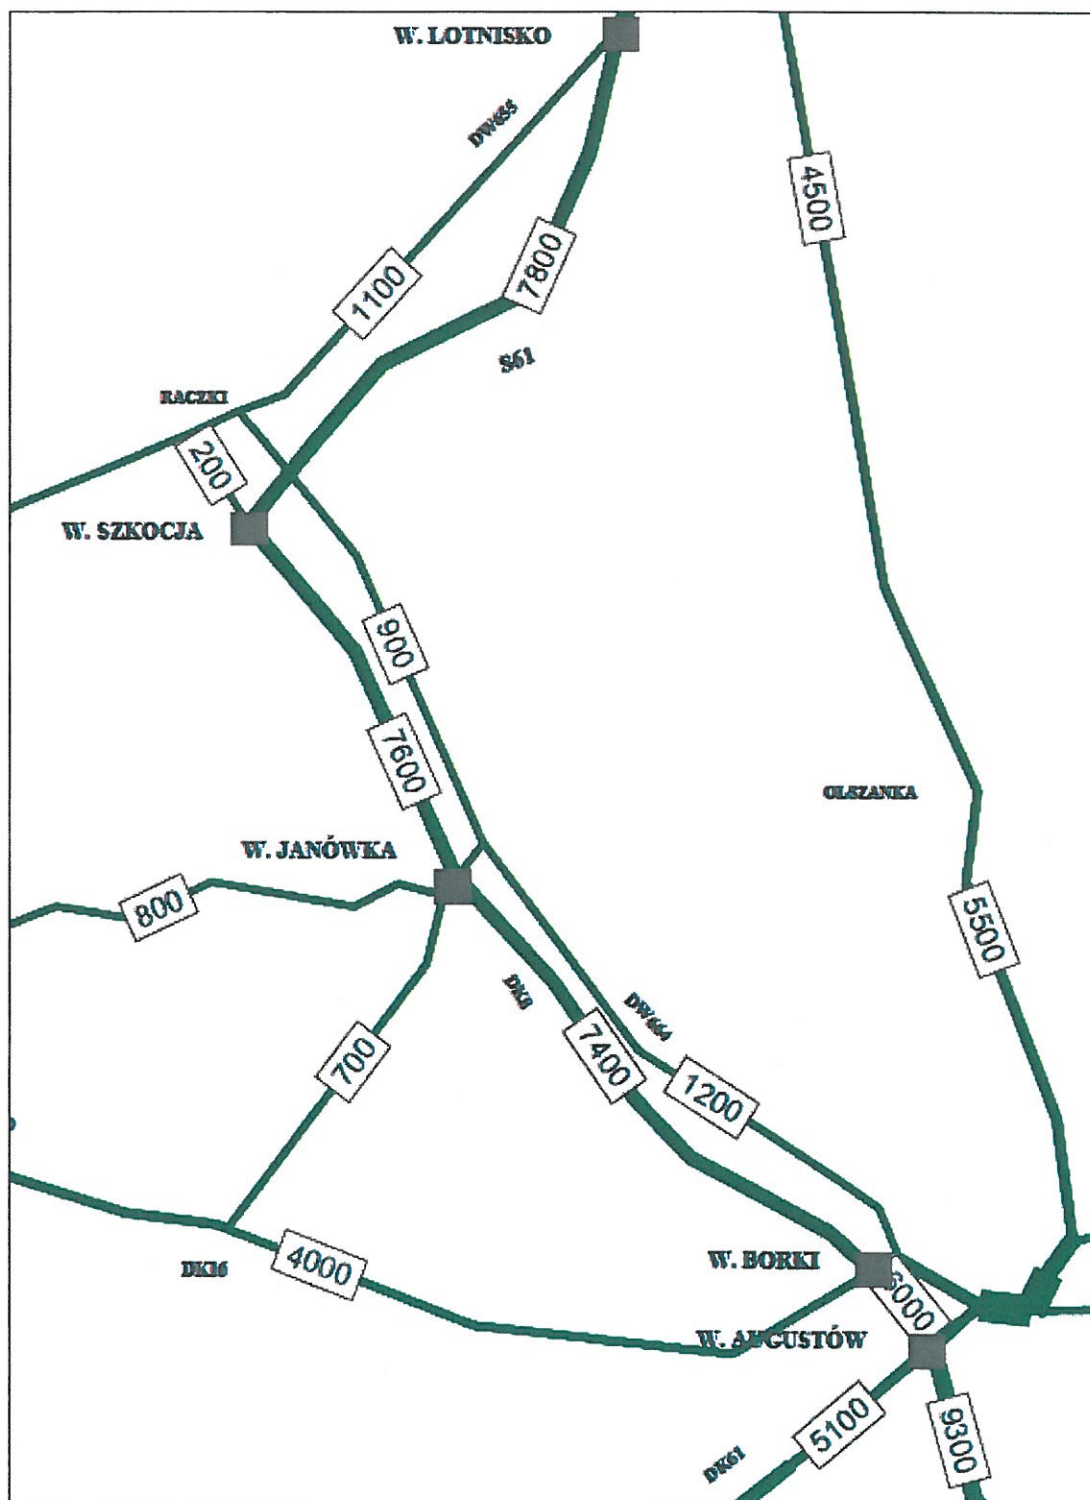 W. LOTNISKO
DW655
4500
7800
1100
S61
RACZKI
200
W. SZKOCJA
900
7600
OLSZANKA
W. JANÓWKA
800
5500
DK8
DW664
7400
700
1200
W. BORKI
DK16
4000
6000
W. AUGUSTÓW
5100
9300
DK61